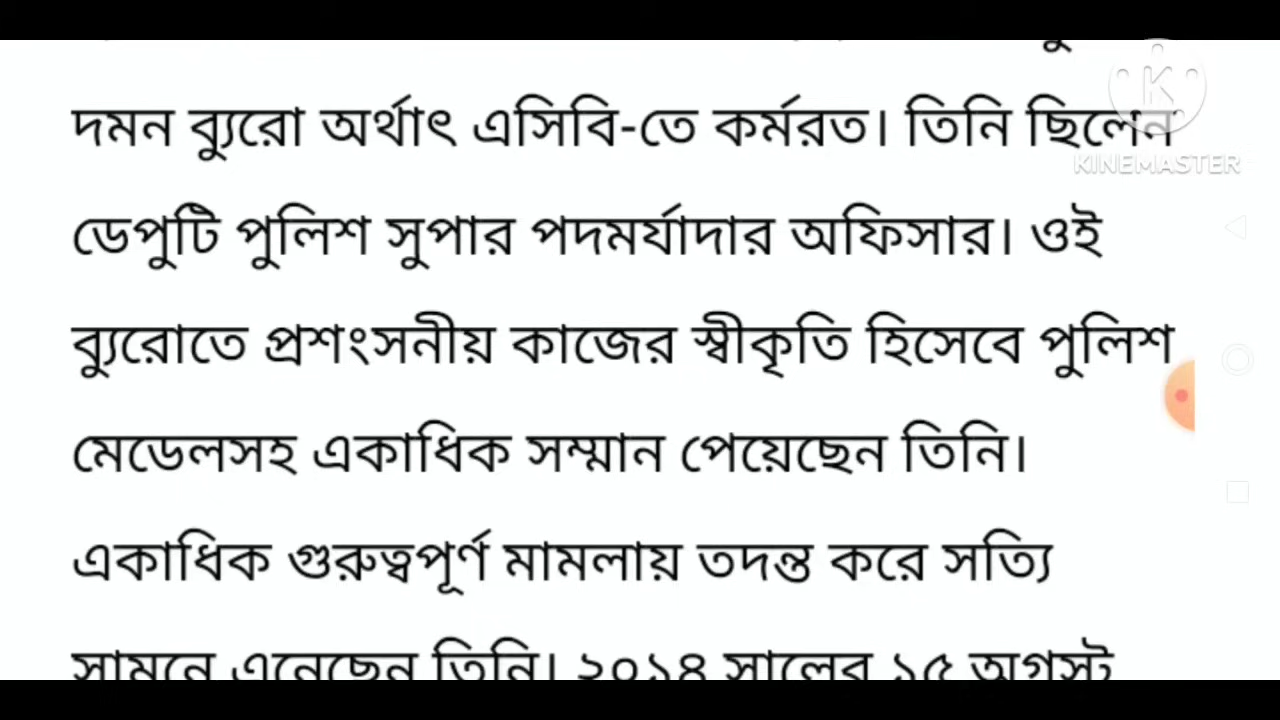 KINEMASTER
দমন ব্যুরো অর্থাৎ এসিবি-তে কর্মরত। তিনি ছিলেন
ডেপুটি পুলিশ সুপার পদমর্যাদার অফিসার। ওই
ব্যুরোতে প্রশংসনীয় কাজের স্বীকৃতি হিসেবে পুলিশ
মেডেলসহ একাধিক সম্মান পেয়েছেন তিনি।
একাধিক গুরুত্বপূর্ণ মামলায় তদন্ত করে সত্যি
সামনে এনেছেন তিনি। ২০১৪ সালের ১৫ অগস্ট